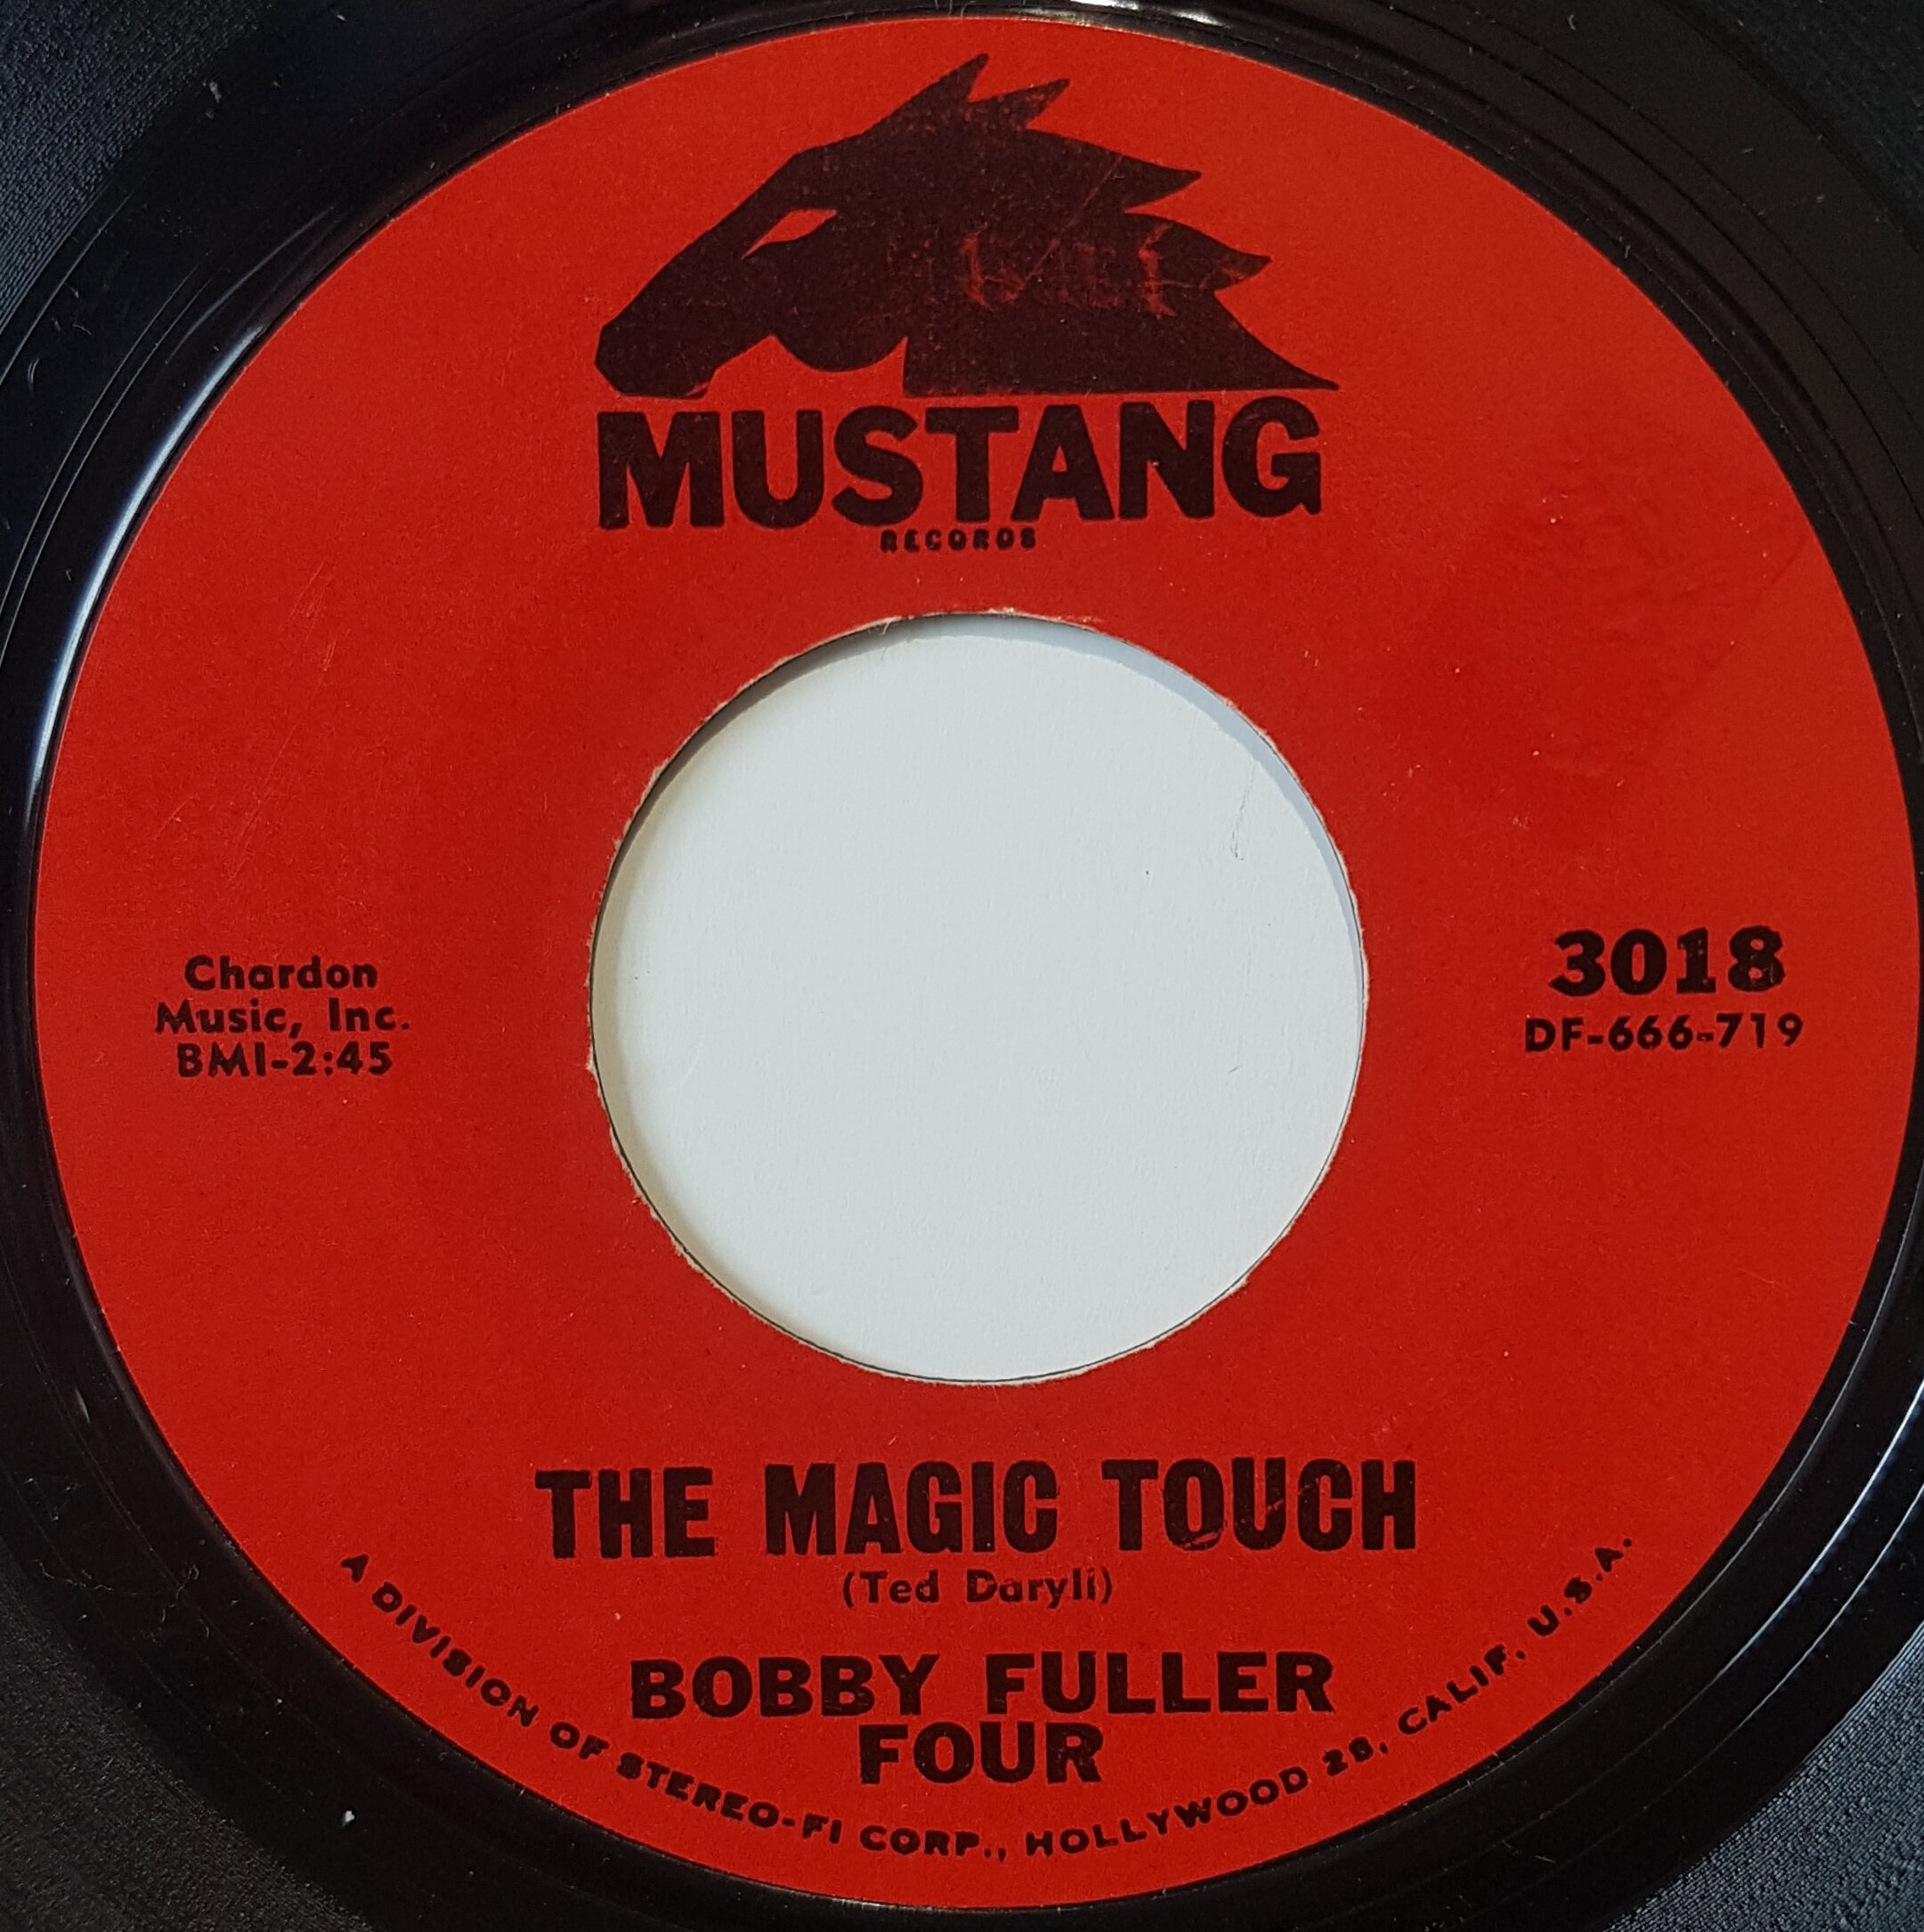 MUSTANG
RECORDS
Chardon
Music, Inc.
BMI-2:45
3018
DF-666-719
THE MAGIC TOUCH
(Ted Daryli)
BOBBY FULLER
FOUR
A DIVISION OF STEREO-FI CORP., HOLLYWOOD 28, CALIF. U.S.A.